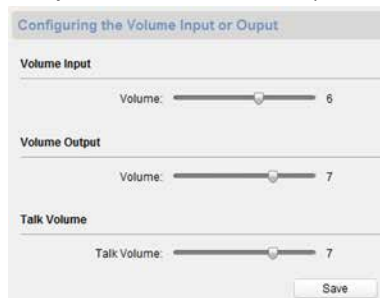 Configuring the Volume Input or Ouput
Volume Input
Volume: 6
Volume Output
Volume: 7
Talk Volume
Talk Volume: 7
Save